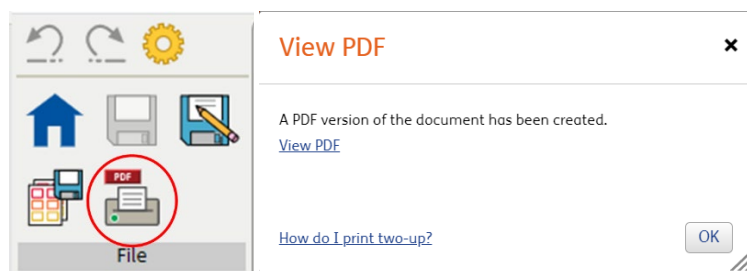 PDF
File
View PDF
A PDF version of the document has been created.
View PDF
How do I print two-up?
OK